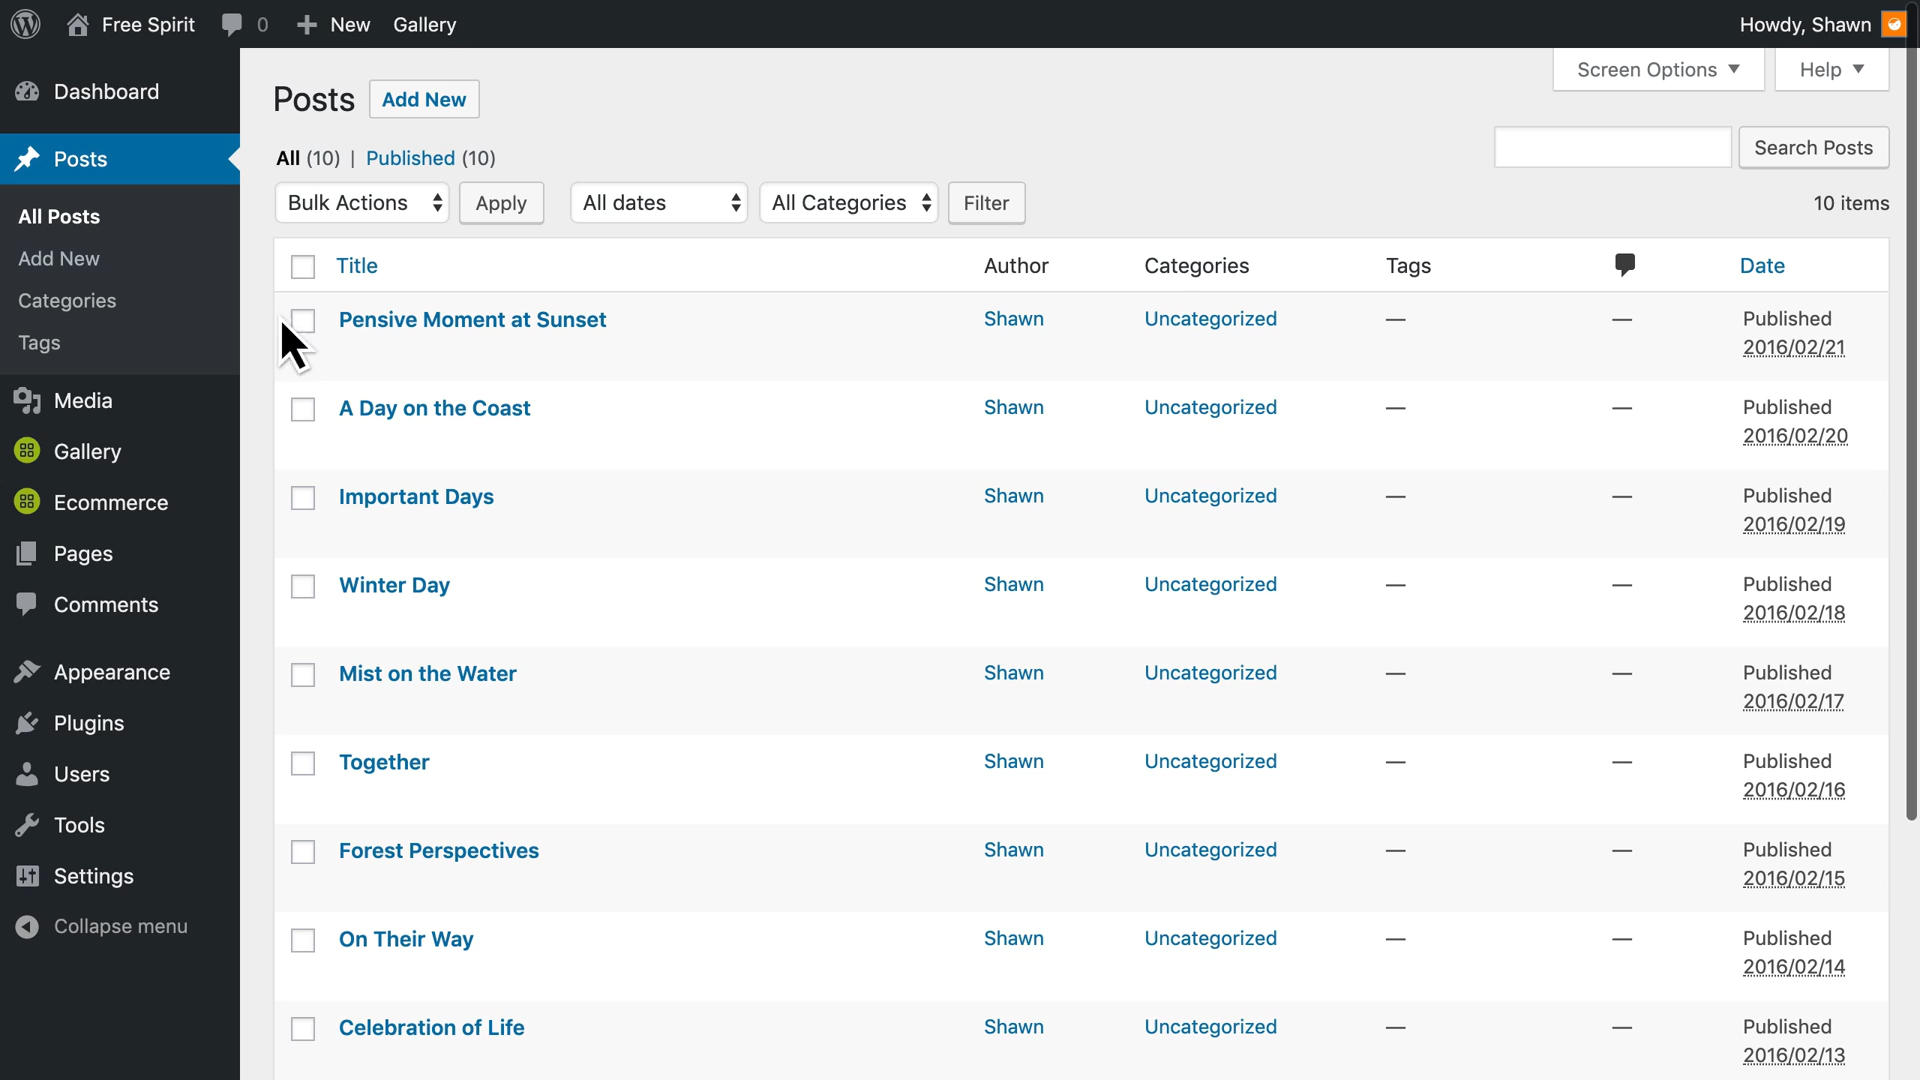 Free Spirit 0 New Gallery Howdy, Shawn
Dashboard
Posts
All Posts
Add New
Categories
Tags
Media
Gallery
Ecommerce
Pages
Comments
Appearance
Plugins
Users
Tools
Settings
Collapse menu
Screen Options Help
Posts Add New
All (10) | Published (10)
Search Posts
Bulk Actions Apply All dates All Categories Filter 10 items
Title Author Categories Tags Date
Pensive Moment at Sunset Shawn Uncategorized — — Published
2016/02/21
A Day on the Coast Shawn Uncategorized — — Published
2016/02/20
Important Days Shawn Uncategorized — — Published
2016/02/19
Winter Day Shawn Uncategorized — — Published
2016/02/18
Mist on the Water Shawn Uncategorized — — Published
2016/02/17
Together Shawn Uncategorized — — Published
2016/02/16
Forest Perspectives Shawn Uncategorized — — Published
2016/02/15
On Their Way Shawn Uncategorized — — Published
2016/02/14
Celebration of Life Shawn Uncategorized — — Published
2016/02/13